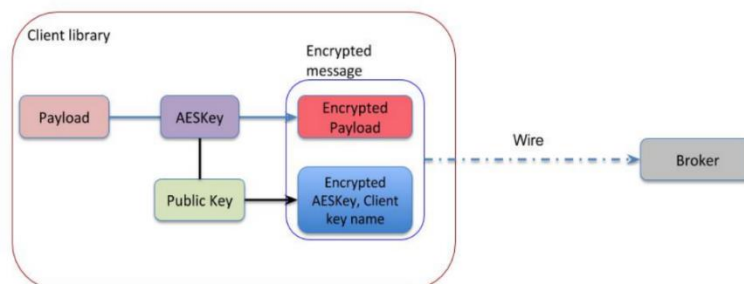 Client library
Encrypted
message
Payload
AESKey
Encrypted
Payload
Wire
Broker
Public Key
Encrypted
AESKey, Client
key name